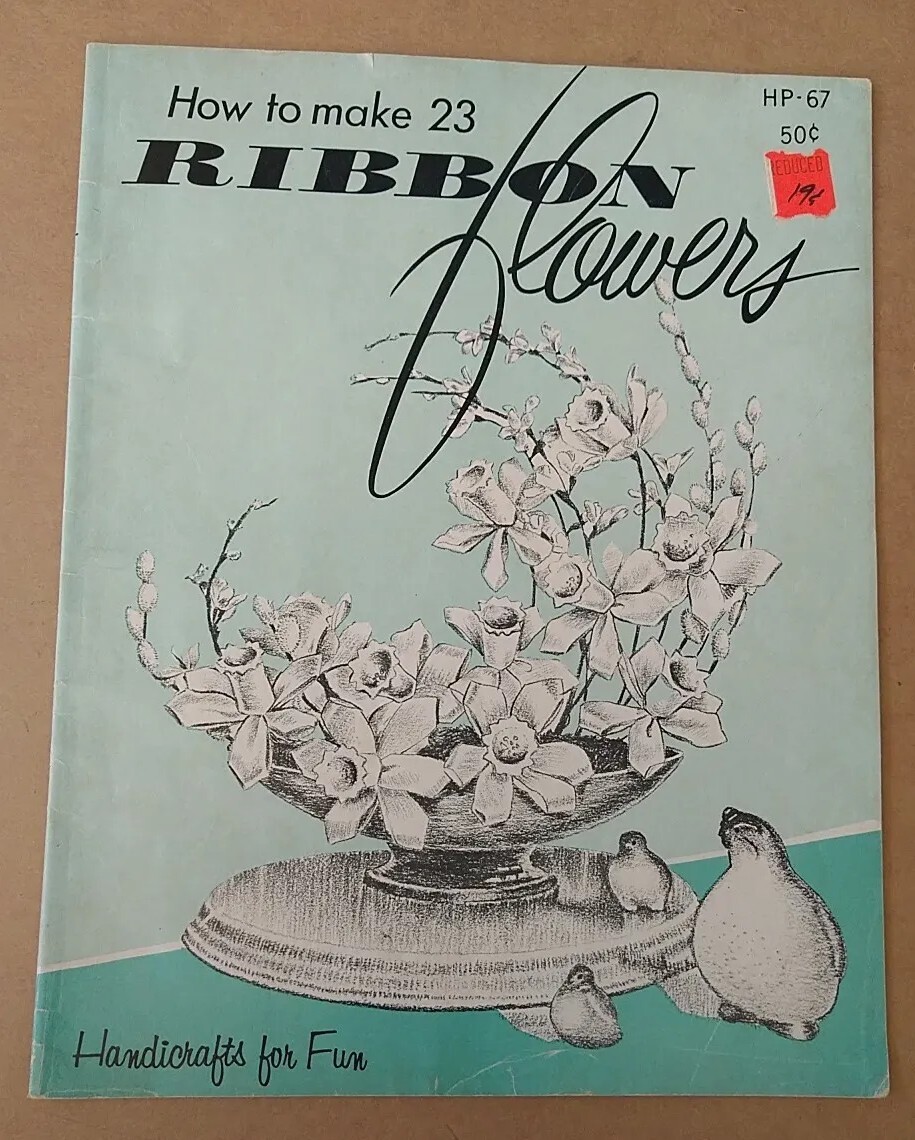 How to make 23
RIBBON
flowers
HP-67
50¢
REDUCED
19¢
Handicrafts for Fun